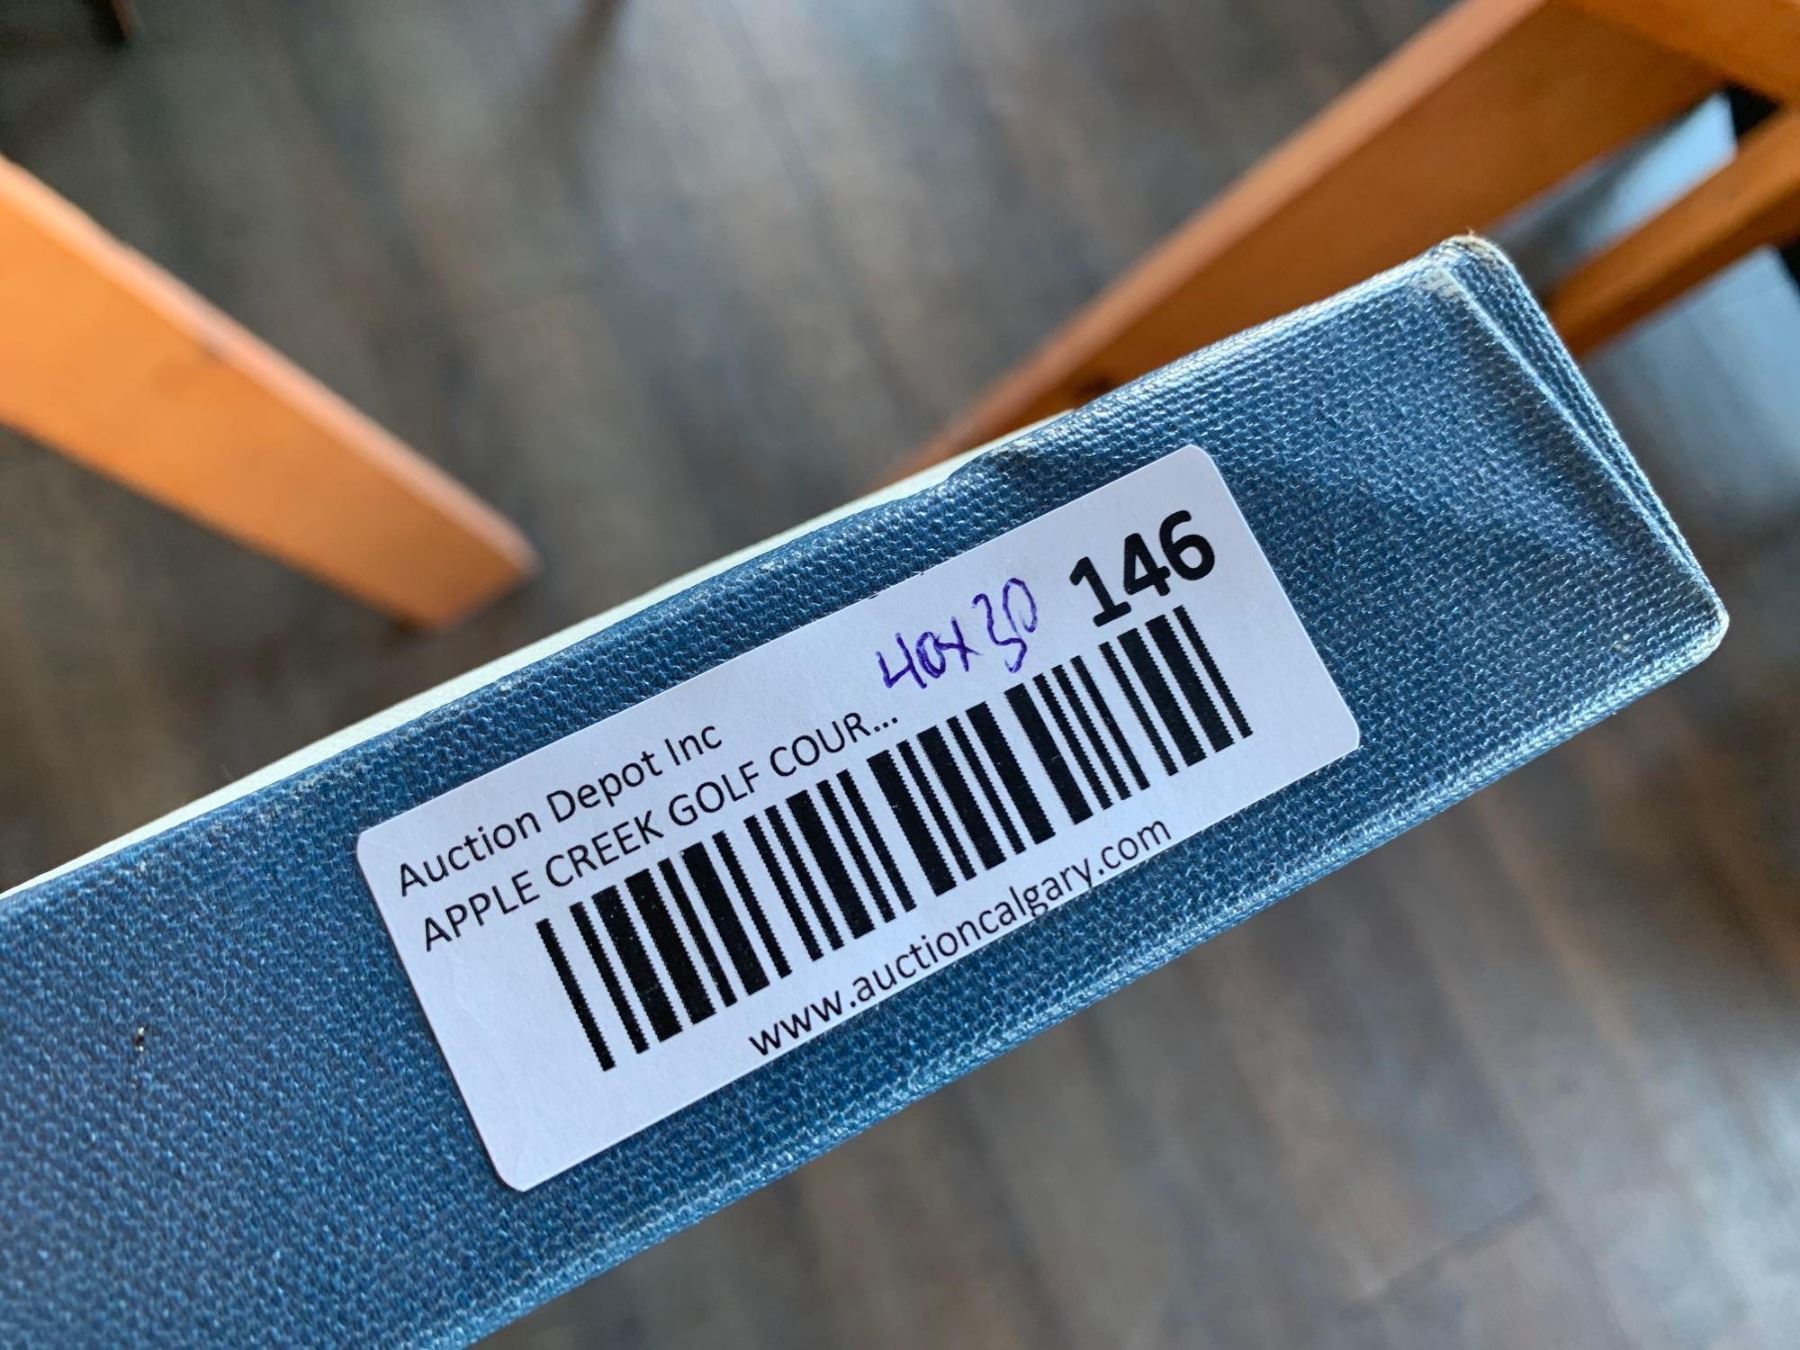 146
40x30
Auction Depot Inc
APPLE CREEK GOLF COUR...
www.auctioncalgary.com